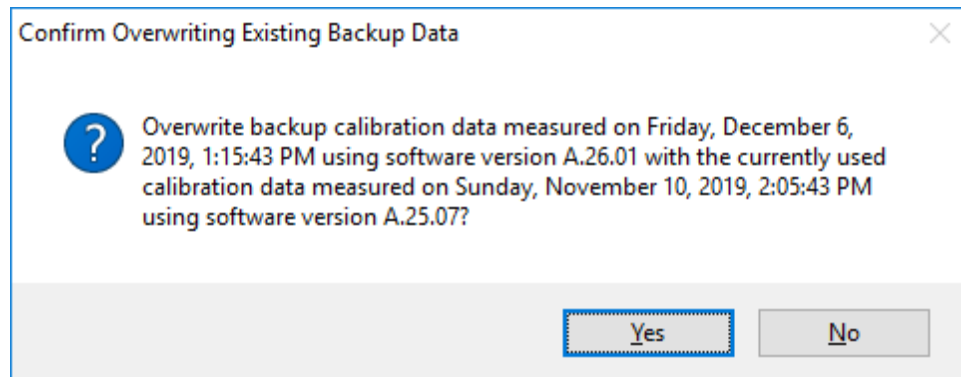 Confirm Overwriting Existing Backup Data
Overwrite backup calibration data measured on Friday, December 6,
2019, 1:15:43 PM using software version A.26.01 with the currently used
calibration data measured on Sunday, November 10, 2019, 2:05:43 PM
using software version A.25.07?
Yes
No